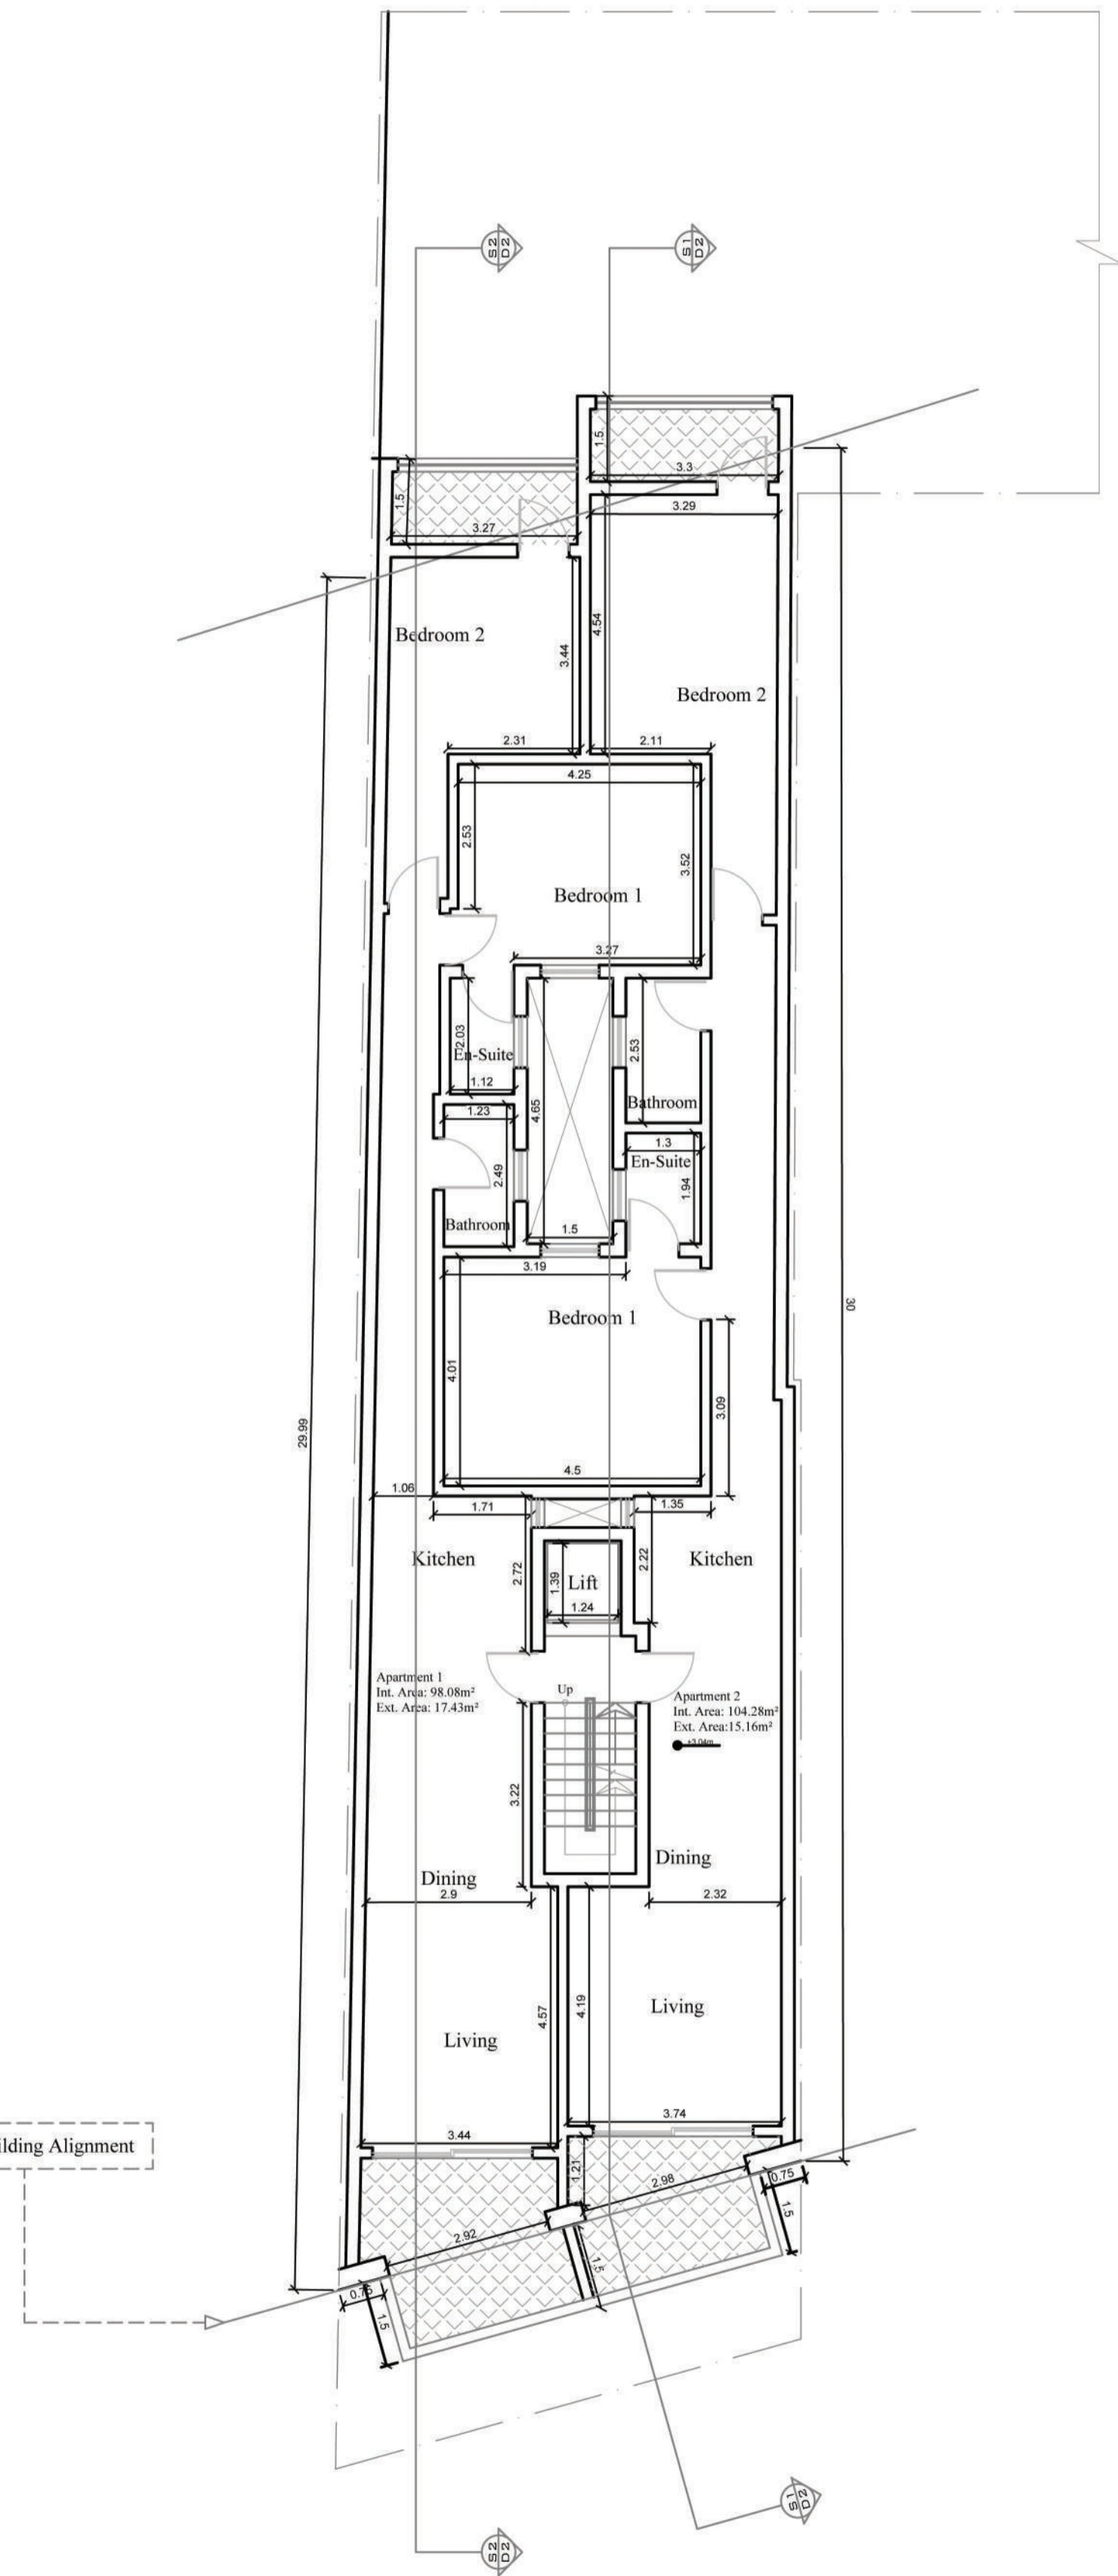 S2
D2
S1
D2
1.5
3.3
3.29
1.5
3.27
4.54
3.44
Bedroom 2
Bedroom 2
2.31
2.11
4.25
2.53
3.52
Bedroom 1
3.27
2.03
En-Suite
1.12
1.23
4.65
2.53
Bathroom
1.3
En-Suite
1.94
2.49
Bathroom
1.5
3.19
Bedroom 1
30
4.01
3.09
29.99
4.5
1.06
1.71
1.35
Kitchen
2.72
1.39
Lift
1.24
2.22
Kitchen
Apartment 1
Int. Area: 98.08m²
Ext. Area: 17.43m²
Up
Apartment 2
Int. Area: 104.28m²
Ext. Area:15.16m²
+3.04m
3.22
Dining
2.9
Dining
2.32
4.57
4.19
Living
Living
3.44
3.74
ilding Alignment
1.21
2.98
0.75
1.5
2.92
1.5
0.75
1.5
S1
D2
S2
D2